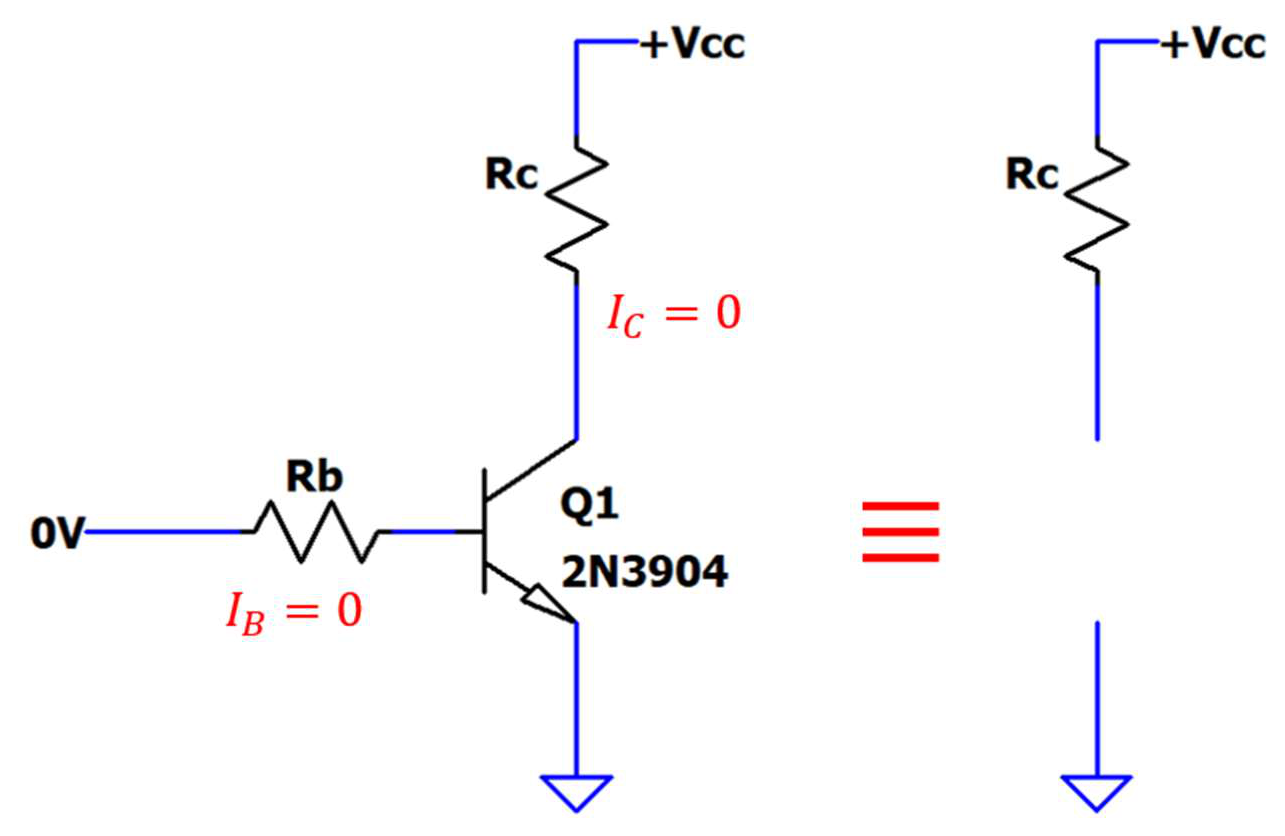 +Vcc
Rc
I_C = 0
Rb
0V
I_B = 0
Q1
2N3904
≡
+Vcc
Rc